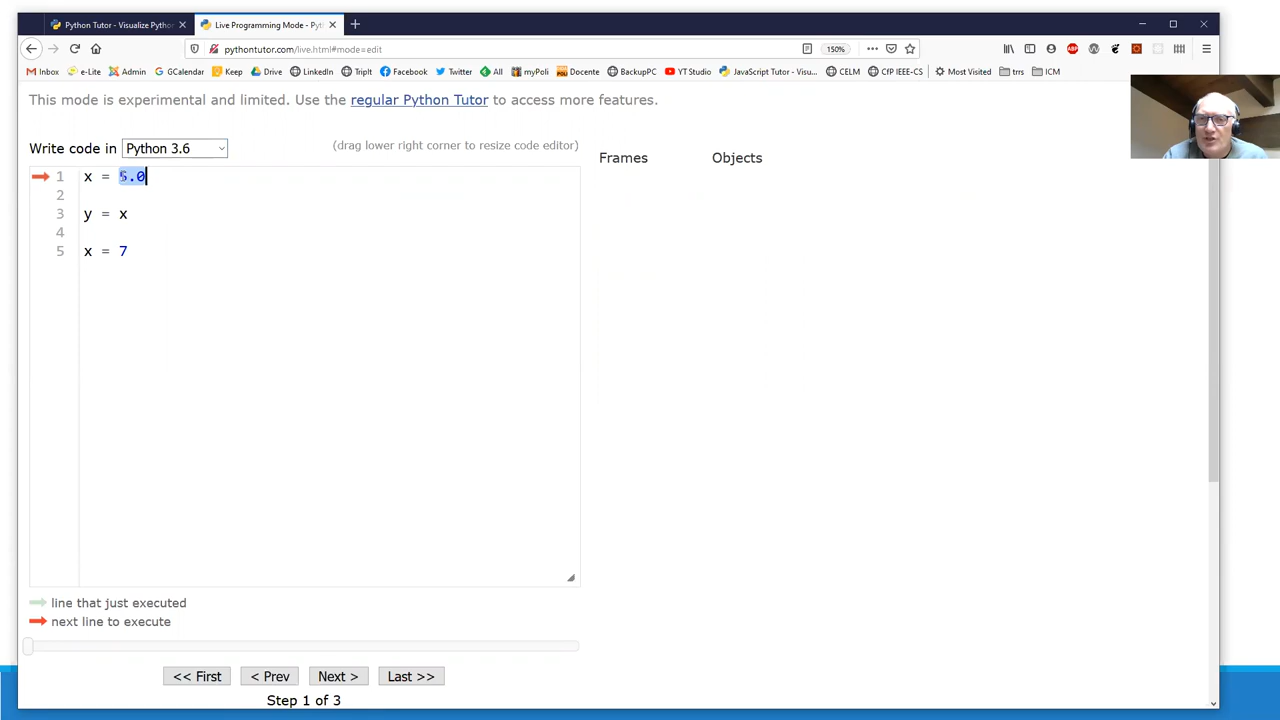 Python Tutor - Visualize Python
Live Programming Mode - Pyt
pythontutor.com/live.html#mode=edit
150%
Inbox
e-Lite
Admin
GCalendar
Keep
Drive
LinkedIn
TripIt
Facebook
Twitter
All
myPoli
Docente
BackupPC
YT Studio
JavaScript Tutor - Visu...
CELM
CfP IEEE-CS
Most Visited
trrs
ICM
This mode is experimental and limited. Use the regular Python Tutor to access more features.
Write code in Python 3.6
(drag lower right corner to resize code editor)
Frames Objects
1 x = 5.0
2
3 y = x
4
5 x = 7
line that just executed
next line to execute
<< First < Prev Next > Last >>
Step 1 of 3